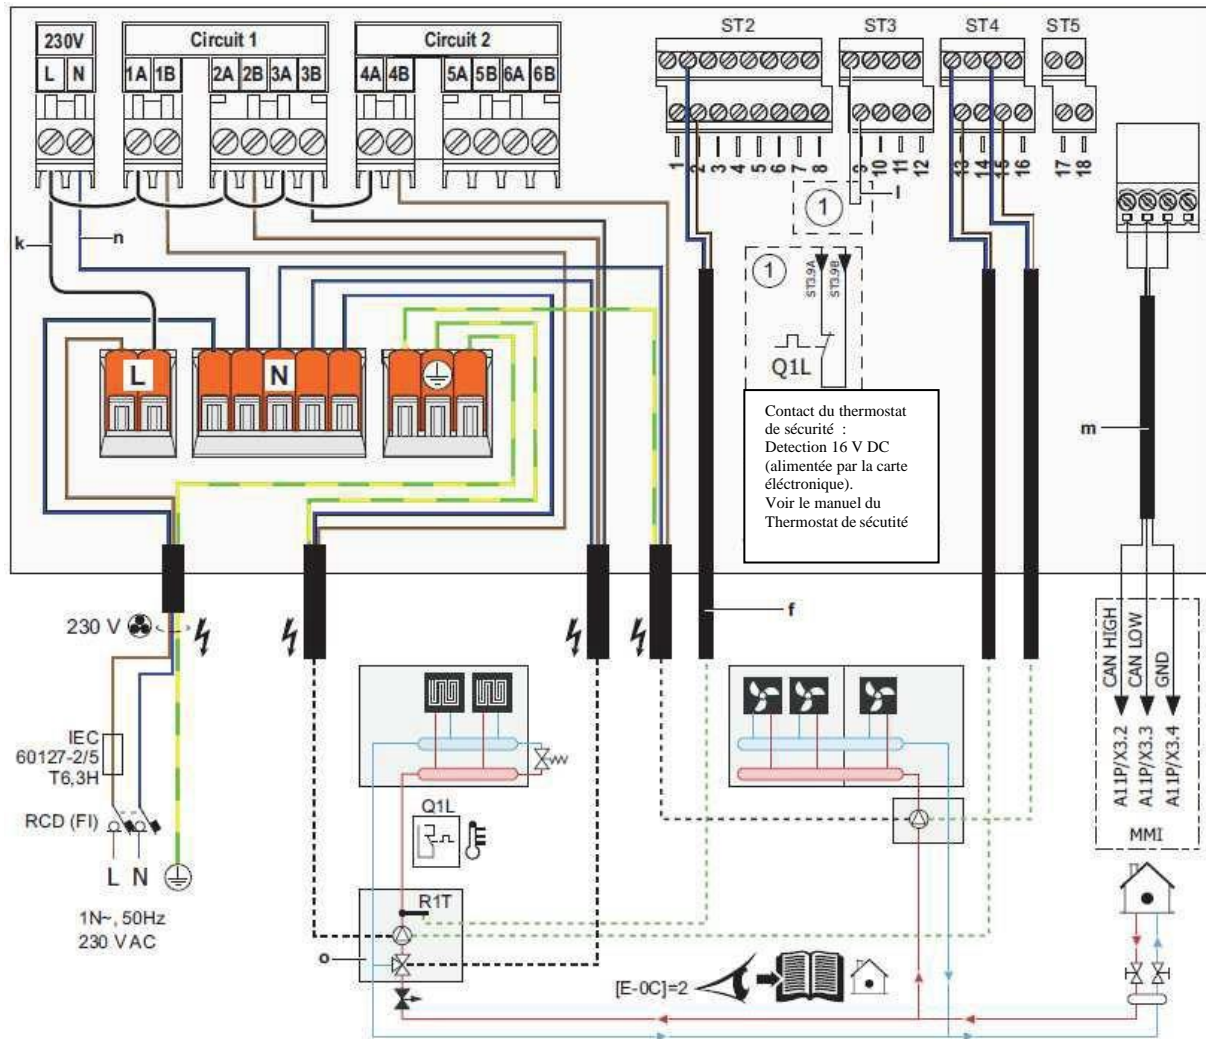 230V
Circuit 1
Circuit 2
L N
1A 1B
2A 2B 3A 3B
4A 4B
5A 5B 6A 6B
ST2
ST3
ST4
ST5
1 2 3 4 5 6 7 8
9 10 11 12
13 14 15 16
17 18
k
n
l
1
1
ST3.9A
ST3.9B
Q1L
L
N
m
Contact du thermostat
de sécurité :
Detection 16 V DC
(alimentée par la carte
éléctronique).
Voir le manuel du
Thermostat de sécutité
f
230 V
IEC
60127-2/5
T6,3H
RCD (FI)
L N
1N~, 50Hz
230 VAC
Q1L
R1T
o
[E-0C]=2
CAN HIGH
CAN LOW
GND
A11P/X3.2
A11P/X3.3
A11P/X3.4
MMI